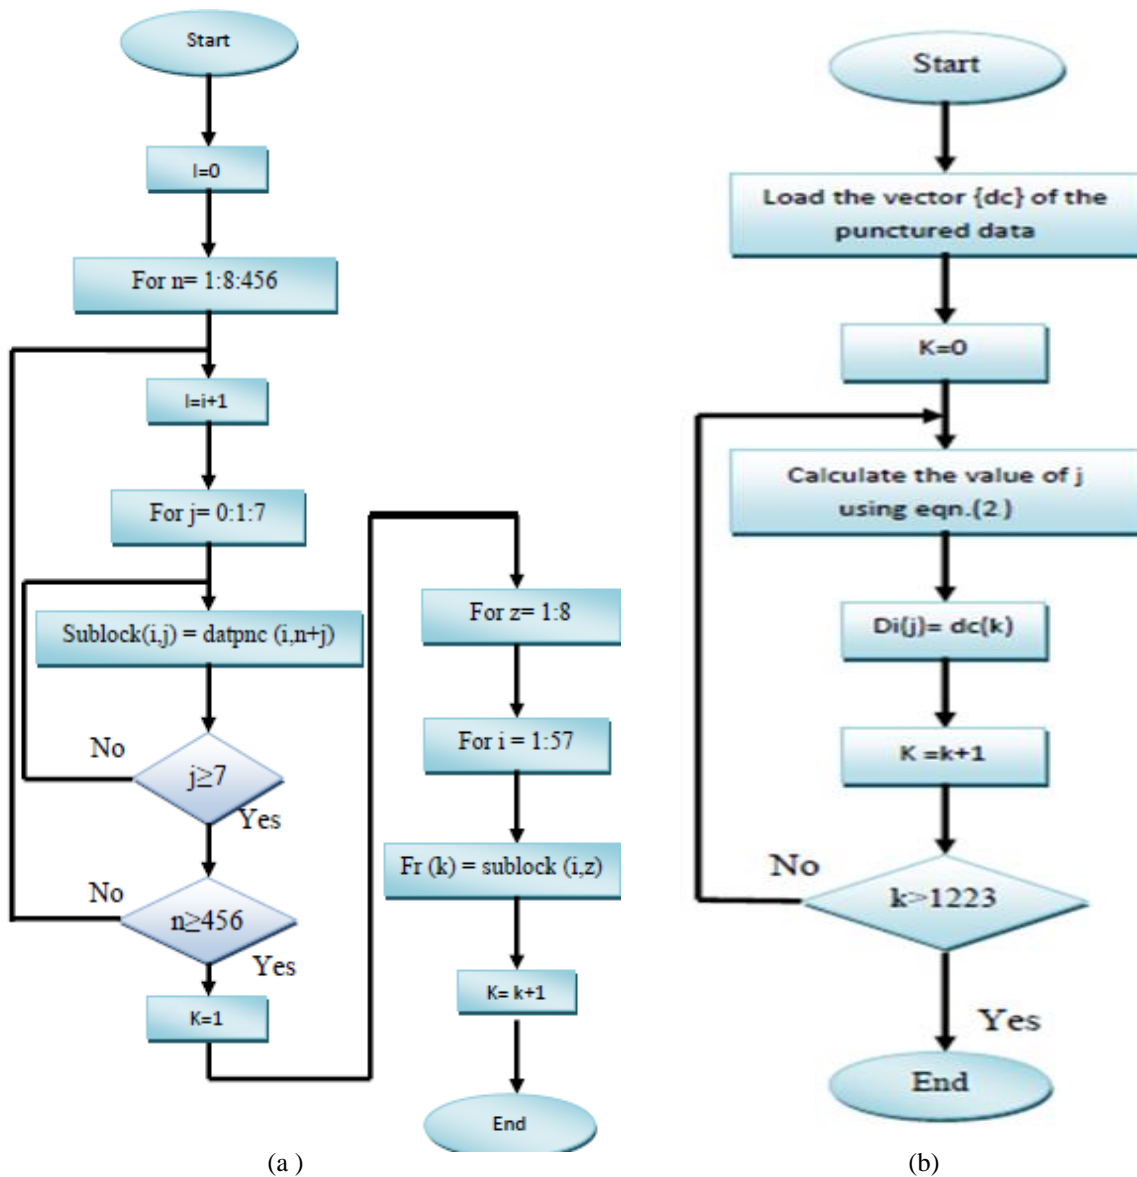 Start
I=0
For n= 1:8:456
I=i+1
For j= 0:1:7
Sublock(i,j) = datpnc (i,n+j)
No
j≥7
Yes
No
n≥456
Yes
K=1
For z= 1:8
For i = 1:57
Fr (k) = sublock (i,z)
K= k+1
End
(a )
Start
Load the vector {dc} of the
punctured data
K=0
Calculate the value of j
using eqn.(2.)
Di(j)= dc(k)
K =k+1
No
k>1223
Yes
End
(b)